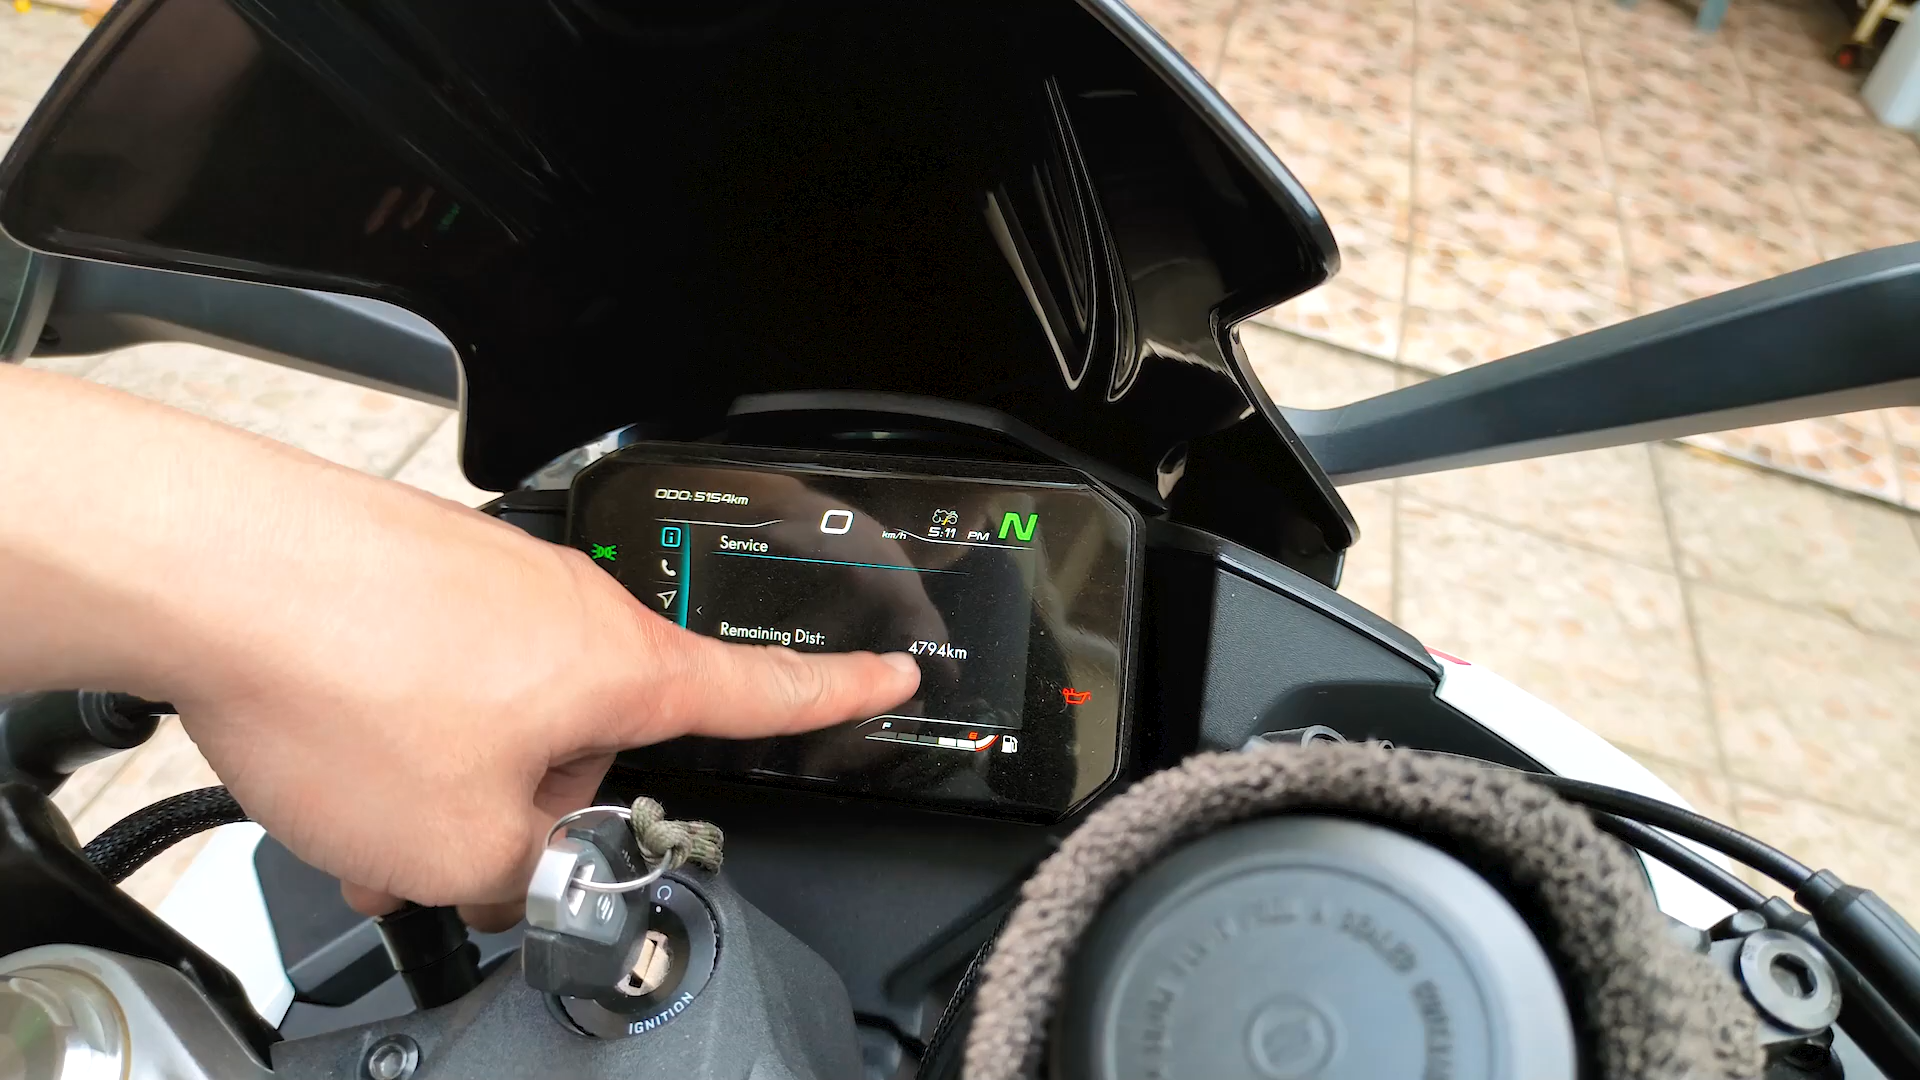 ODO: 5154km
0 km/h 5:11 PM N
Service
Remaining Dist: 4794km
F E
IGNITION